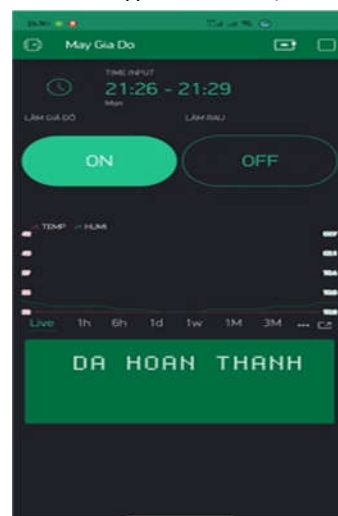 May Gia Do
TIME INPUT
21:26 - 21:29
Mon
LÀM GIÁ ĐỖ LÀM RAU
ON OFF
TEMP HUMI
Live 1h 6h 1d 1w 1M 3M
DA HOAN THANH